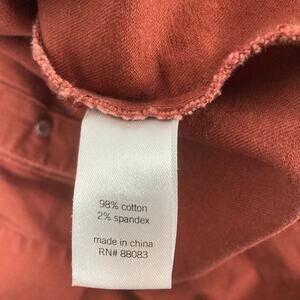 98% cotton
2% spandex
made in china
RN# 88083